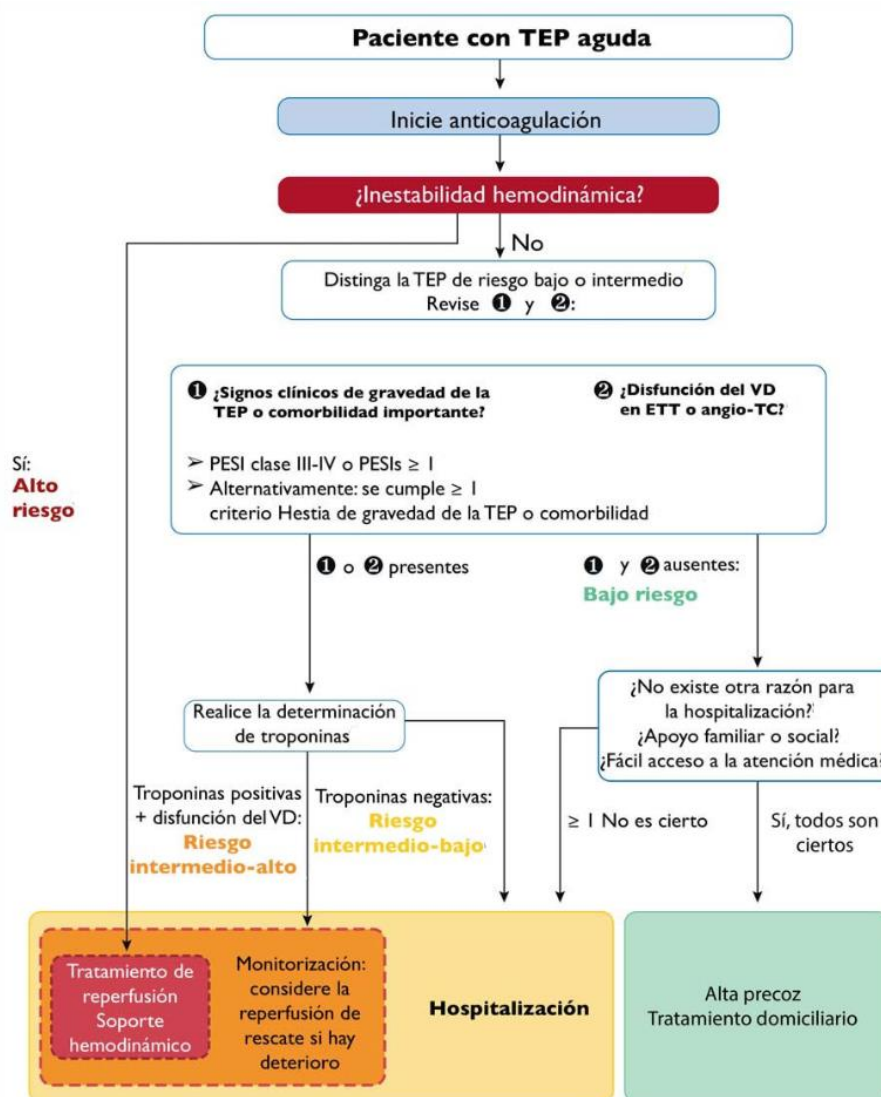 Paciente con TEP aguda
Inicie anticoagulación
¿Inestabilidad hemodinámica?
No
Distinga la TEP de riesgo bajo o intermedio
Revise ❶ y ❷:
❶ ¿Signos clínicos de gravedad de la
TEP o comorbilidad importante?
❷ ¿Disfunción del VD
en ETT o angio-TC?
➢ PESI clase III-IV o PESIs ≥ 1
➢ Alternativamente: se cumple ≥ 1
criterio Hestia de gravedad de la TEP o comorbilidad
Sí:
Alto
riesgo
❶ o ❷ presentes
❶ y ❷ ausentes:
Bajo riesgo
Realice la determinación
de troponinas
¿No existe otra razón para
la hospitalización?
¿Apoyo familiar o social?
¿Fácil acceso a la atención médica?
Troponinas positivas
+ disfunción del VD:
Riesgo
intermedio-alto
Troponinas negativas:
Riesgo
intermedio-bajo
≥ 1 No es cierto
Sí, todos son
ciertos
Tratamiento de
reperfusión
Soporte
hemodinámico
Monitorización:
considere la
reperfusión de
rescate si hay
deterioro
Hospitalización
Alta precoz
Tratamiento domiciliario